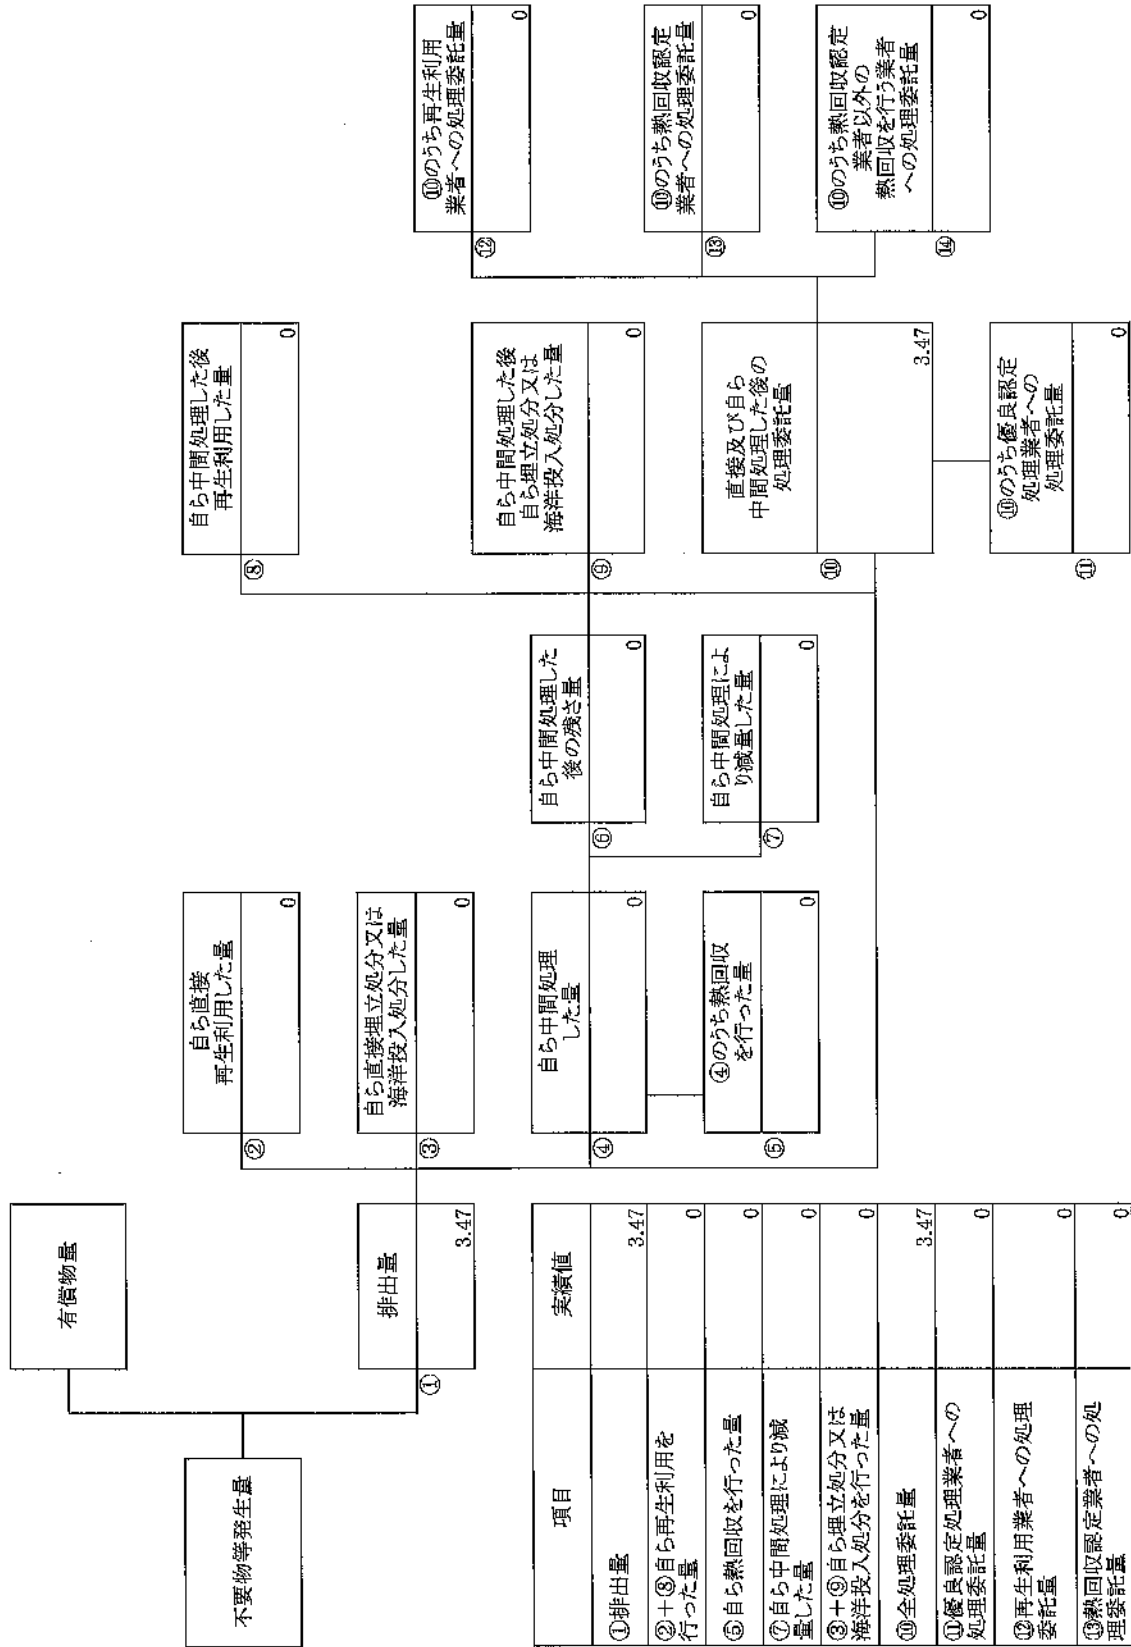 不要物等発生量
有償物量
①
排出量
3.47
②
自ら直接
再生利用した量
0
③
自ら直接埋立処分又は
海洋投入処分した量
0
④
自ら中間処理
した量
0
⑤
④のうち熱回収
を行った量
0
⑥
自ら中間処理した
後の残さ量
0
⑦
自ら中間処理によ
り減量した量
0
⑧
自ら中間処理した後
再生利用した量
0
⑨
自ら中間処理した後
自ら埋立処分又は
海洋投入処分した量
0
⑩
直接及び自ら
中間処理した後の
処理委託量
3.47
⑪
⑩のうち優良認定
処理業者への
処理委託量
0
⑫
⑩のうち再生利用
業者への処理委託量
0
⑬
⑩のうち熱回収認定
業者への処理委託量
0
⑭
⑩のうち熱回収認定
業者以外の
熱回収を行う業者
への処理委託量
0
項目
実績値
①排出量
3.47
②+⑧自ら再生利用を
行った量
0
⑤自ら熱回収を行った量
0
⑦自ら中間処理により減
量した量
0
③+⑨自ら埋立処分又は
海洋投入処分を行った量
0
⑩全処理委託量
3.47
⑪優良認定処理業者への
処理委託量
0
⑫再生利用業者への処理
委託量
0
⑬熱回収認定業者への処
理委託量
0